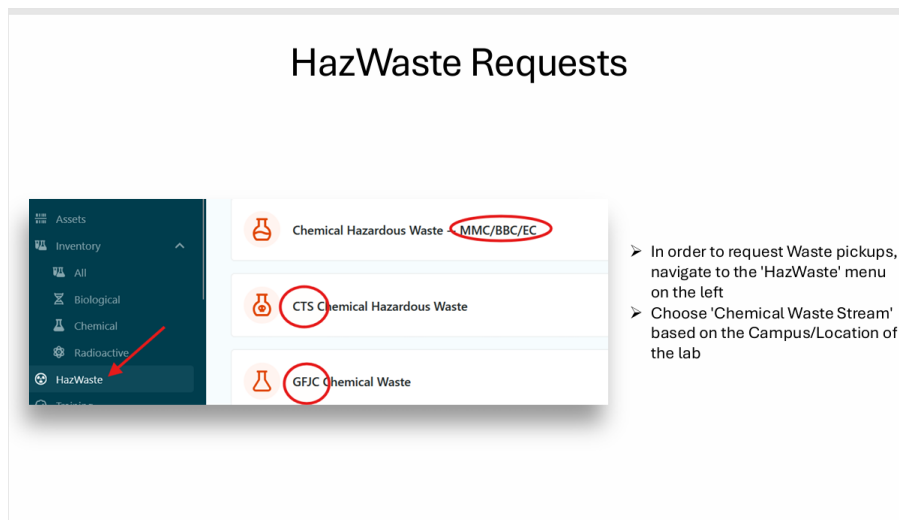 HazWaste Requests
Assets
Inventory
All
Biological
Chemical
Radioactive
HazWaste
Training
Chemical Hazardous Waste – MMC/BBC/EC
CTS Chemical Hazardous Waste
GFJC Chemical Waste
➢ In order to request Waste pickups,
navigate to the 'HazWaste' menu
on the left
➢ Choose 'Chemical Waste Stream'
based on the Campus/Location of
the lab